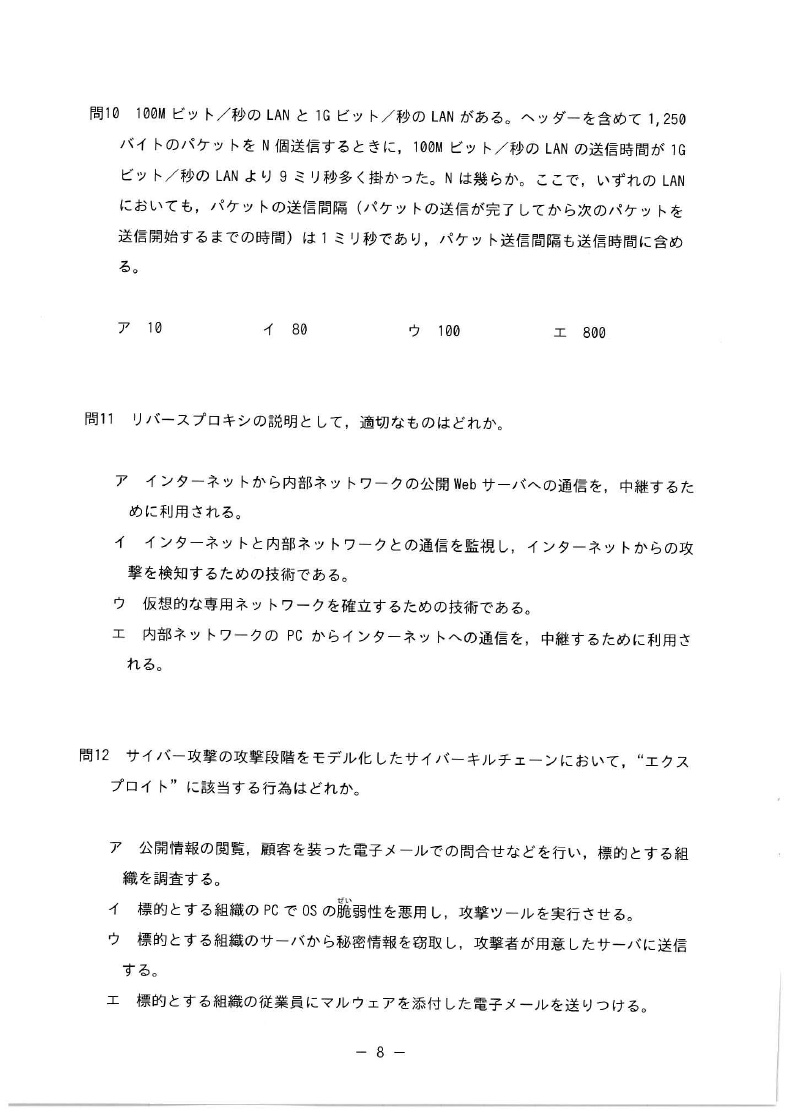 問10 100M ビット／秒の LAN と 1G ビット／秒の LAN がある。ヘッダーを含めて 1,250
バイトのパケットを N 個送信するときに，100M ビット／秒の LAN の送信時間が 1G
ビット／秒の LAN より 9 ミリ秒多く掛かった。N は幾らか。ここで，いずれの LAN
においても，パケットの送信間隔（パケットの送信が完了してから次のパケットを
送信開始するまでの時間）は 1 ミリ秒であり，パケット送信間隔も送信時間に含め
る。
ア 10 イ 80 ウ 100 エ 800
問11 リバースプロキシの説明として，適切なものはどれか。
ア インターネットから内部ネットワークの公開 Web サーバへの通信を，中継するた
めに利用される。
イ インターネットと内部ネットワークとの通信を監視し，インターネットからの攻
撃を検知するための技術である。
ウ 仮想的な専用ネットワークを確立するための技術である。
エ 内部ネットワークの PC からインターネットへの通信を，中継するために利用さ
れる。
問12 サイバー攻撃の攻撃段階をモデル化したサイバーキルチェーンにおいて，“エクス
プロイト”に該当する行為はどれか。
ア 公開情報の閲覧，顧客を装った電子メールでの問合せなどを行い，標的とする組
織を調査する。
ぜい
イ 標的とする組織の PC で OS の脆弱性を悪用し，攻撃ツールを実行させる。
ウ 標的とする組織のサーバから秘密情報を窃取し，攻撃者が用意したサーバに送信
する。
エ 標的とする組織の従業員にマルウェアを添付した電子メールを送りつける。
－ 8 －